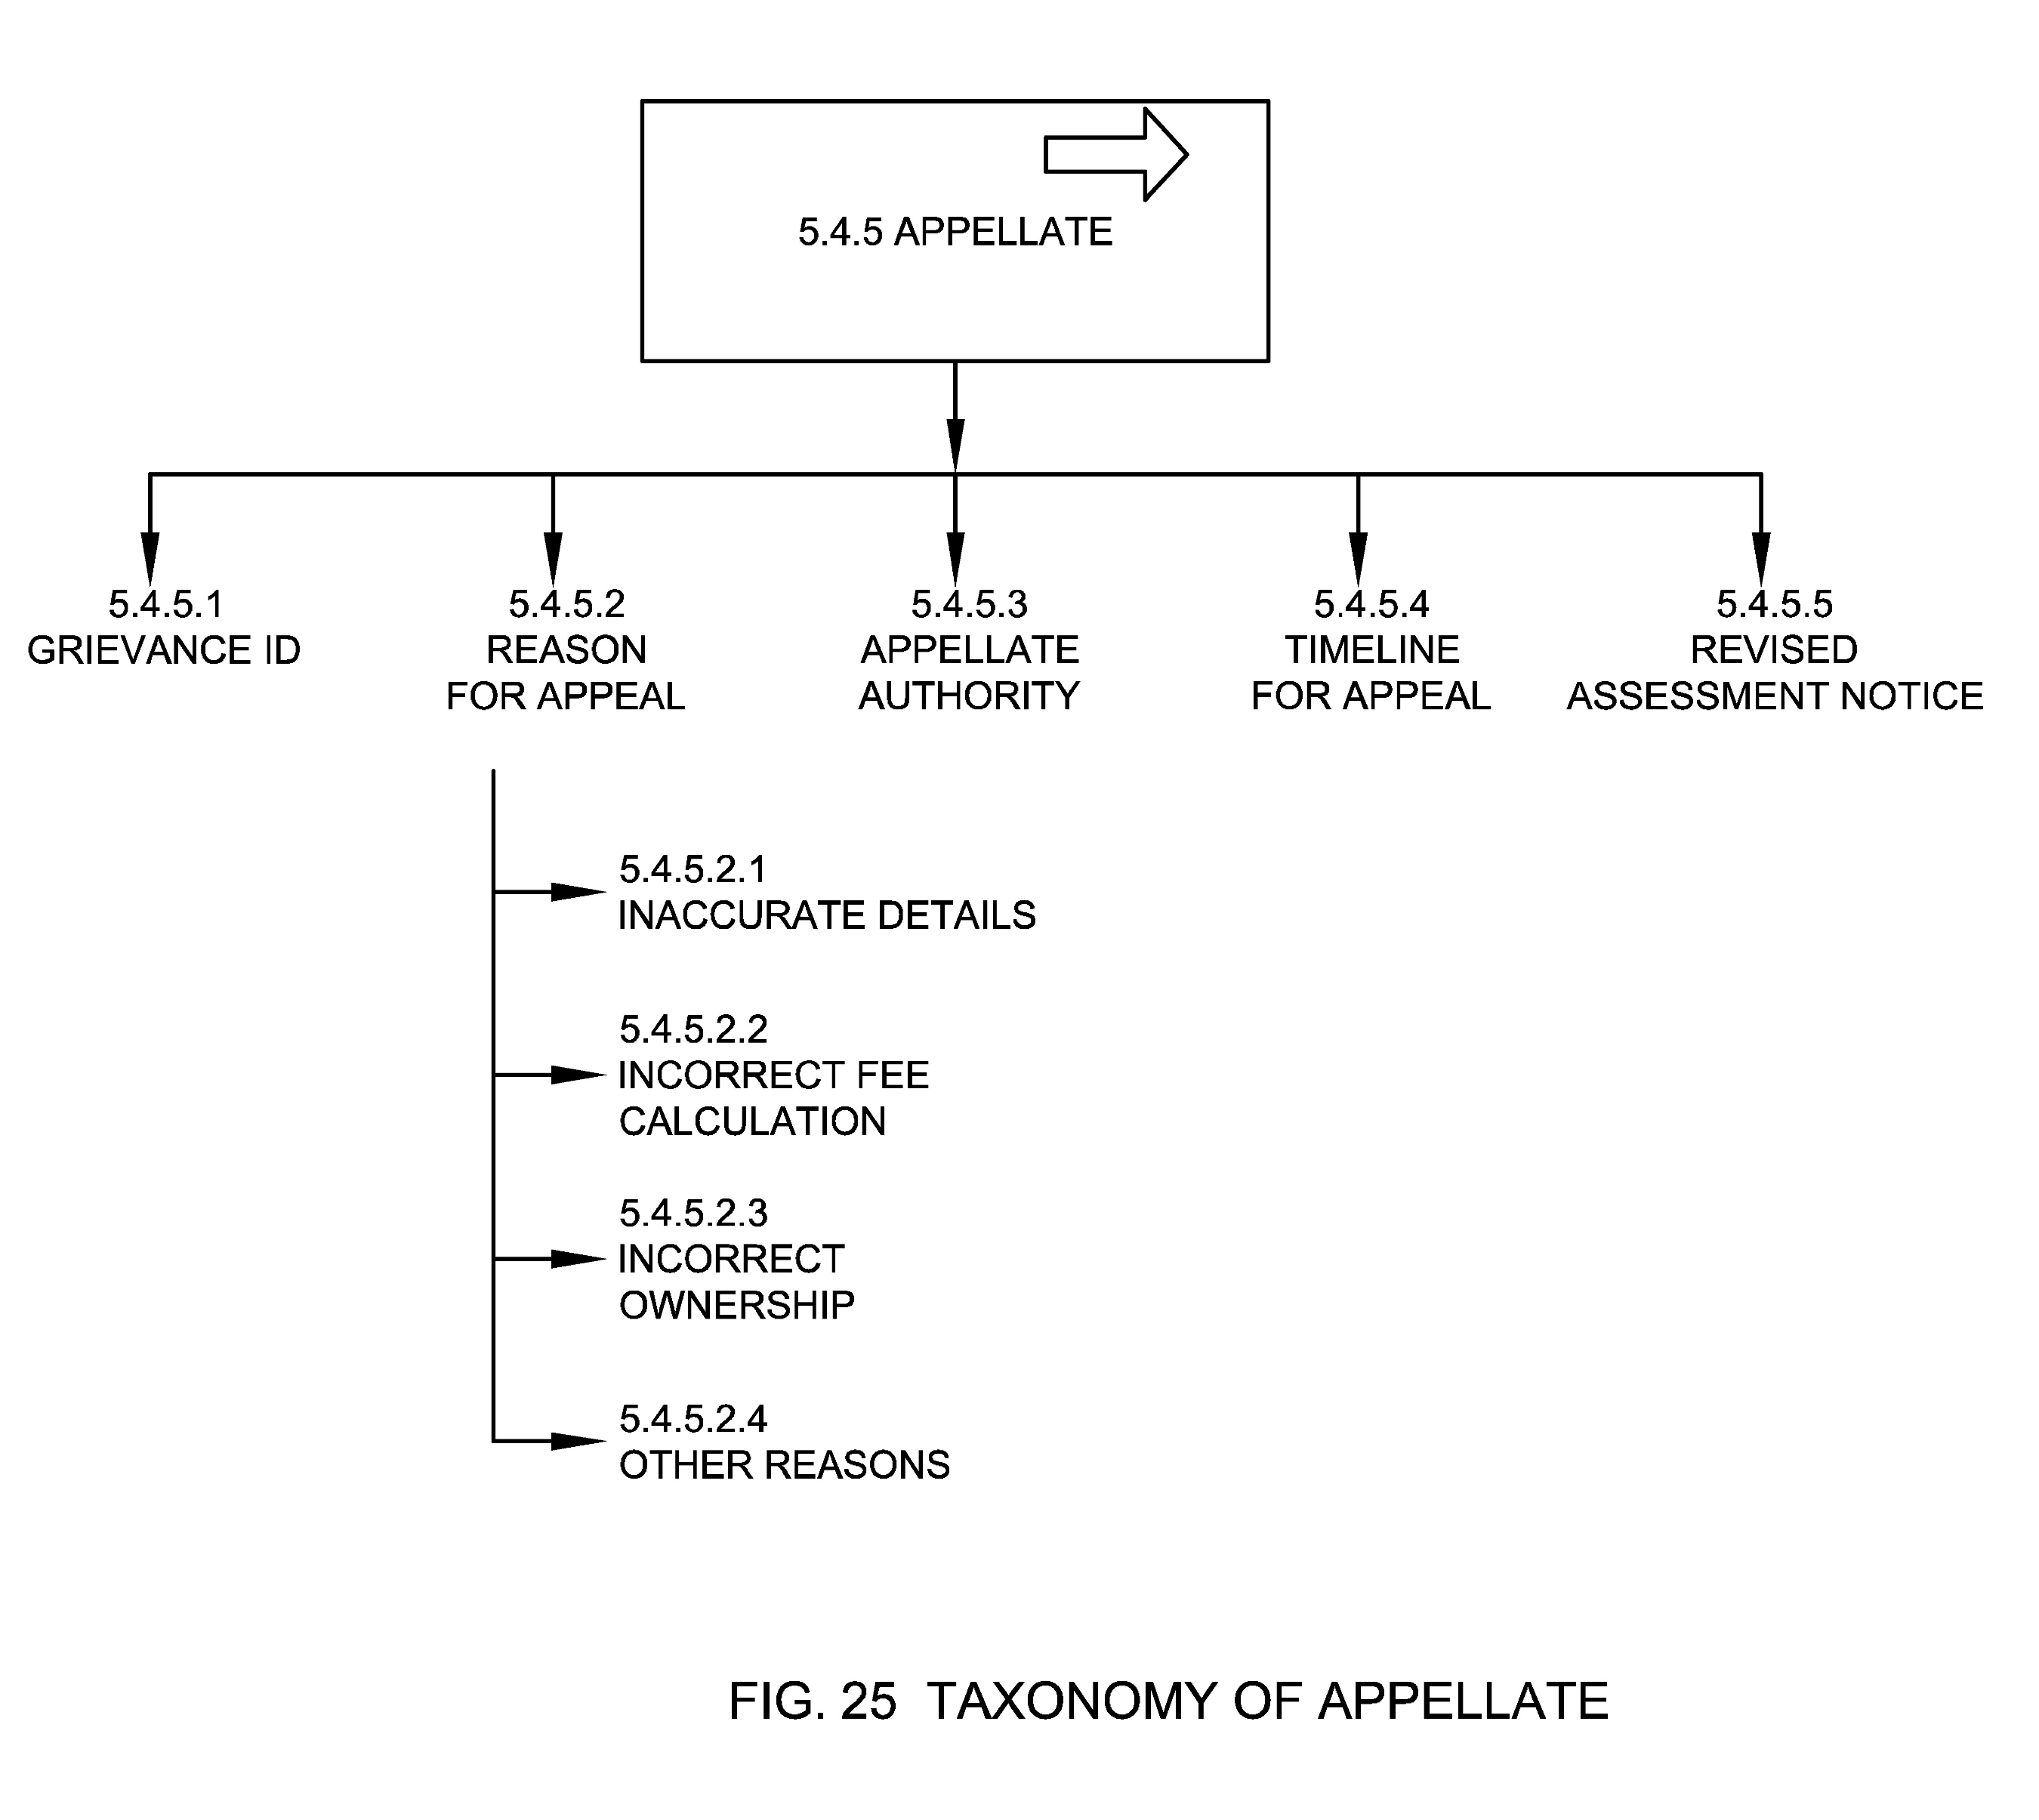 5.4.5 APPELLATE
5.4.5.1
GRIEVANCE ID
5.4.5.2
REASON
FOR APPEAL
5.4.5.3
APPELLATE
AUTHORITY
5.4.5.4
TIMELINE
FOR APPEAL
5.4.5.5
REVISED
ASSESSMENT NOTICE
5.4.5.2.1
INACCURATE DETAILS
5.4.5.2.2
INCORRECT FEE
CALCULATION
5.4.5.2.3
INCORRECT
OWNERSHIP
5.4.5.2.4
OTHER REASONS
FIG. 25 TAXONOMY OF APPELLATE